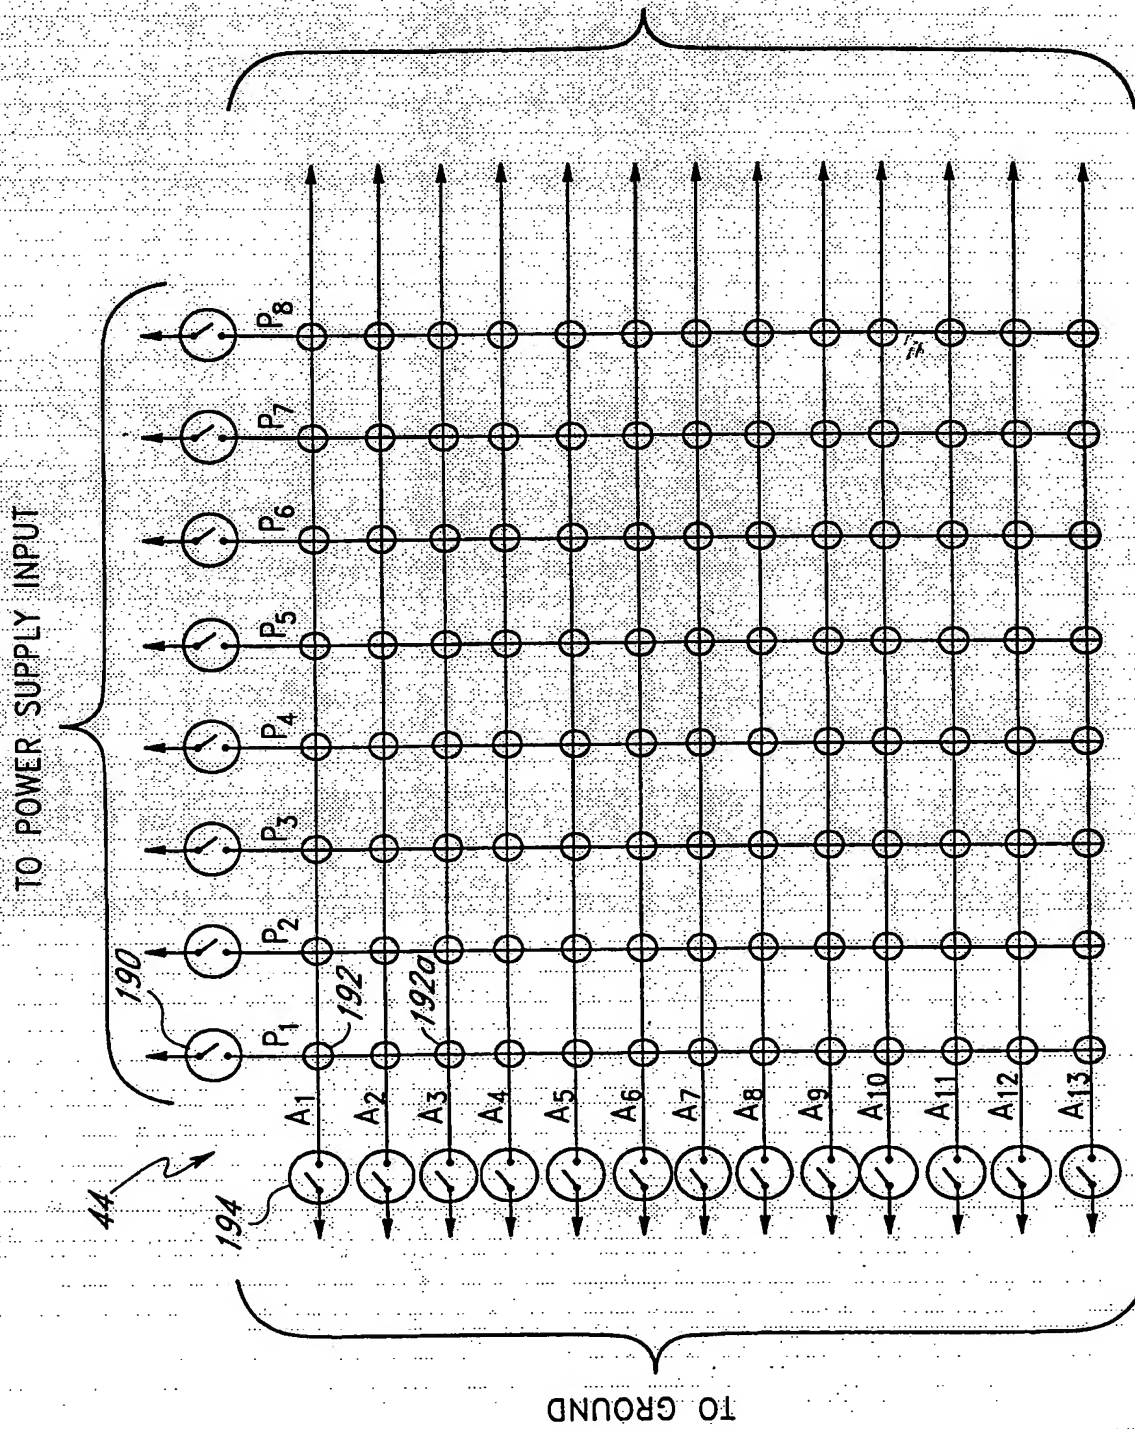 TO POWER SUPPLY INPUT
P8
P7
P6
P5
P4
P3
P2
P1
190
192
192a
A1
A2
A3
A4
A5
A6
A7
A8
A9
A10
A11
A12
A13
44
194
TO GROUND